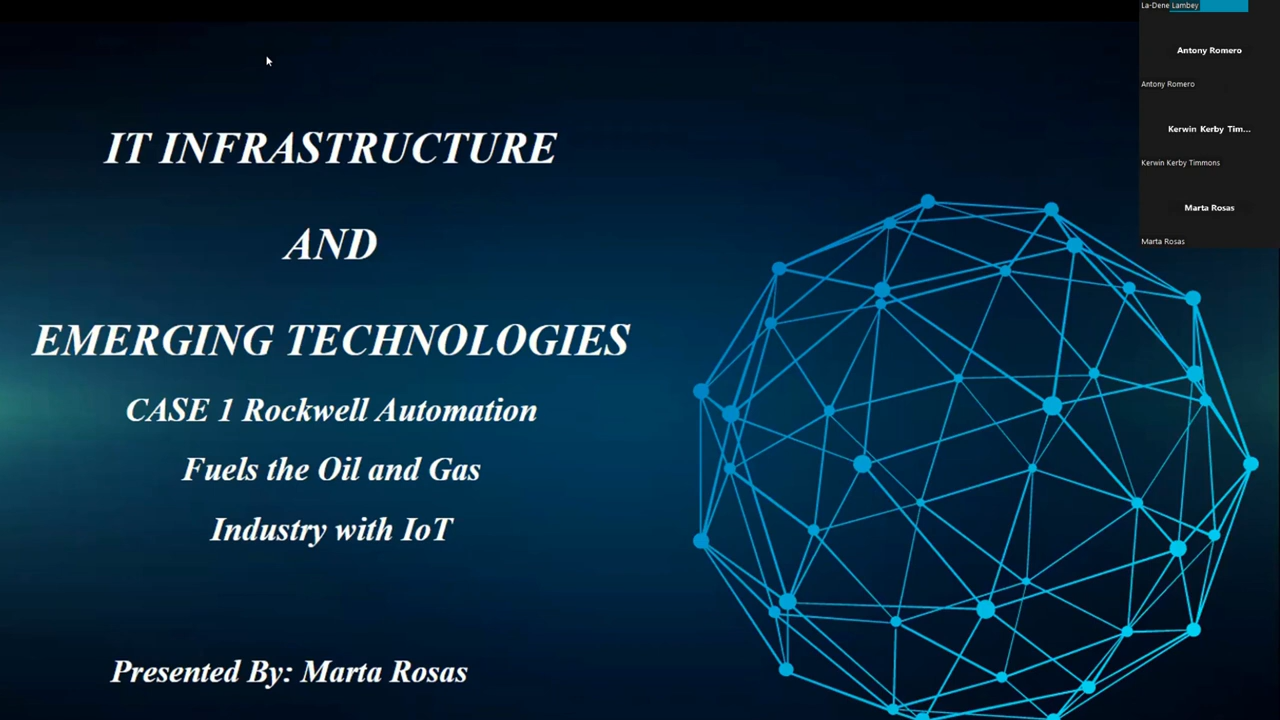 La-Dene Lambey
Antony Romero
Antony Romero
Kerwin Kerby Tim...
Kerwin Kerby Timmons
Marta Rosas
Marta Rosas
IT INFRASTRUCTURE
AND
EMERGING TECHNOLOGIES
CASE 1 Rockwell Automation
Fuels the Oil and Gas
Industry with IoT
Presented By: Marta Rosas